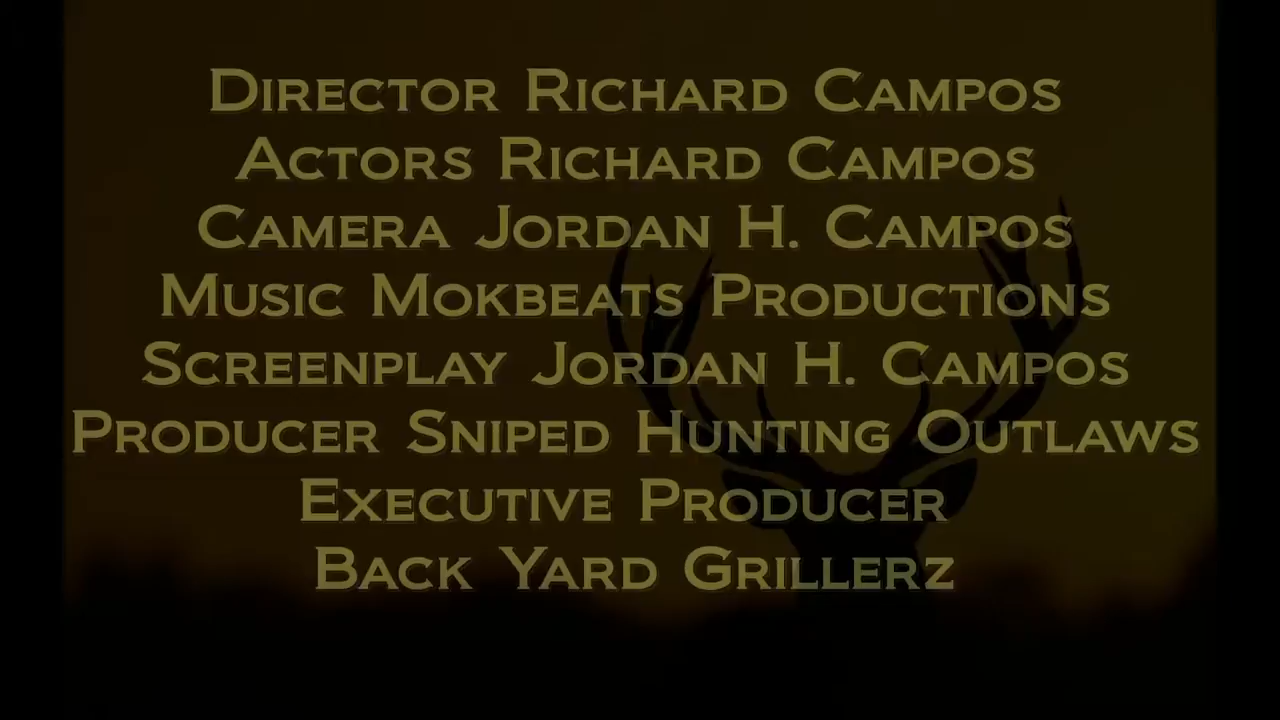 Director Richard Campos
Actors Richard Campos
Camera Jordan H. Campos
Music Mokbeats Productions
Screenplay Jordan H. Campos
Producer Sniped Hunting Outlaws
Executive Producer
Back Yard Grillerz